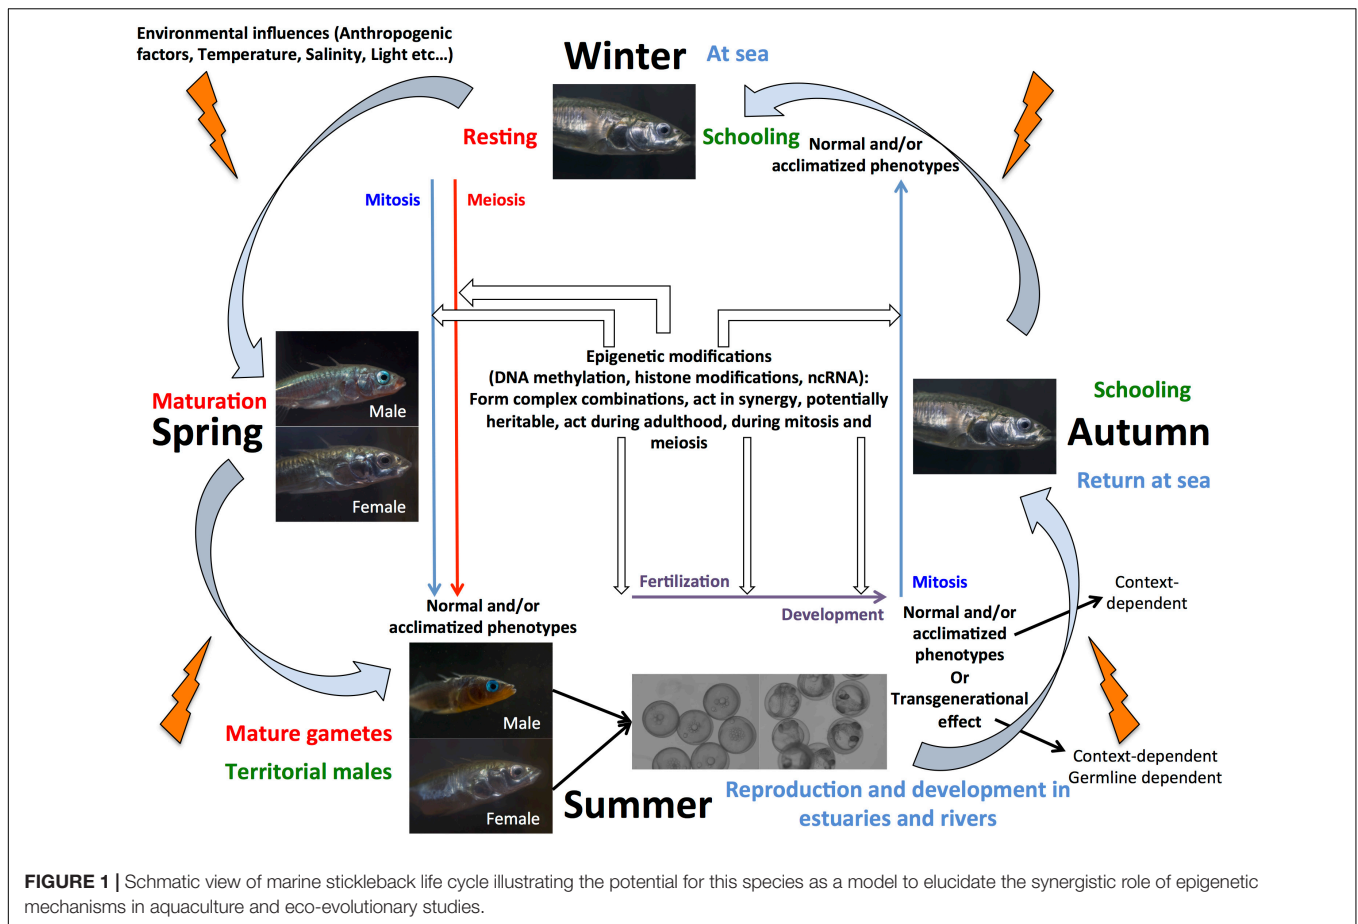 Environmental influences (Anthropogenic
factors, Temperature, Salinity, Light etc...)
Winter
At sea
Resting
Schooling
Normal and/or
acclimatized phenotypes
Mitosis
Meiosis
Epigenetic modifications
(DNA methylation, histone modifications, ncRNA):
Form complex combinations, act in synergy, potentially
heritable, act during adulthood, during mitosis and
meiosis
Maturation
Spring
Male
Female
Schooling
Autumn
Return at sea
Fertilization
Development
Mitosis
Normal and/or
acclimatized
phenotypes
Or
Transgenerational
effect
Context-
dependent
Context-dependent
Germline dependent
Normal and/or
acclimatized phenotypes
Male
Female
Mature gametes
Territorial males
Summer
Reproduction and development in
estuaries and rivers
FIGURE 1 | Schmatic view of marine stickleback life cycle illustrating the potential for this species as a model to elucidate the synergistic role of epigenetic
mechanisms in aquaculture and eco-evolutionary studies.